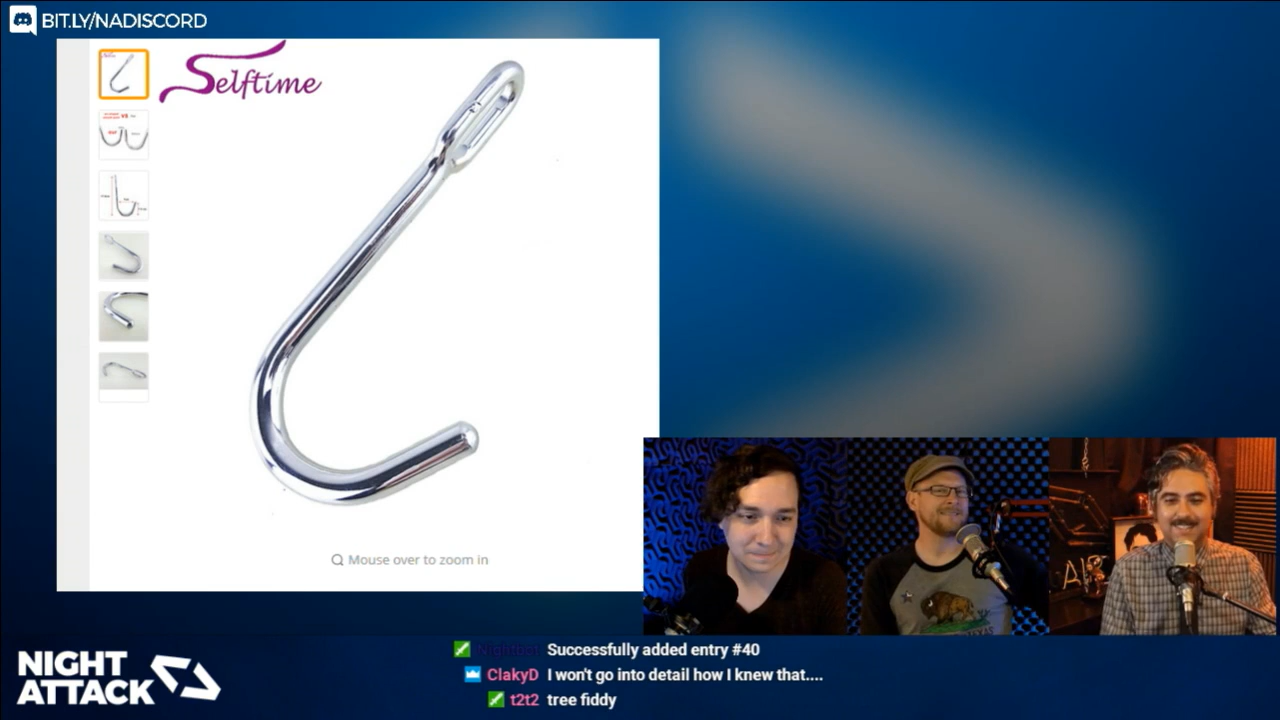 BIT.LY/NADISCORD
Selftime
Mouse over to zoom in
NIGHT
ATTACK
Nightbot Successfully added entry #40
ClakyD I won't go into detail how I knew that....
t2t2 tree fiddy